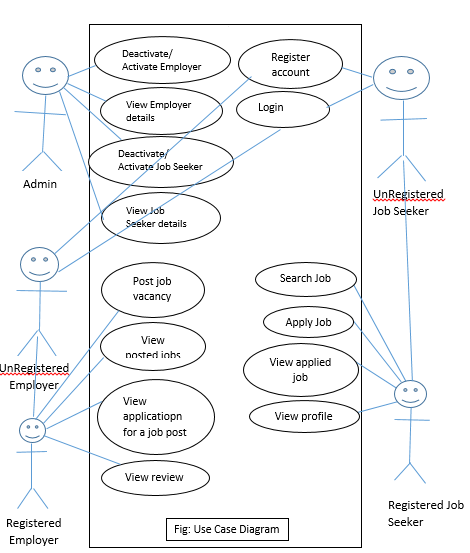 Deactivate/
Activate Employer
Register
account
View Employer
details
Login
Deactivate/
Activate Job Seeker
Admin
UnRegistered
Job Seeker
View Job
Seeker details
Post job
vacancy
Search Job
View
posted jobs
Apply Job
UnRegistered
Employer
View applied
job
View
applicatiopn
for a job post
View profile
View review
Registered
Employer
Registered Job
Seeker
Fig: Use Case Diagram